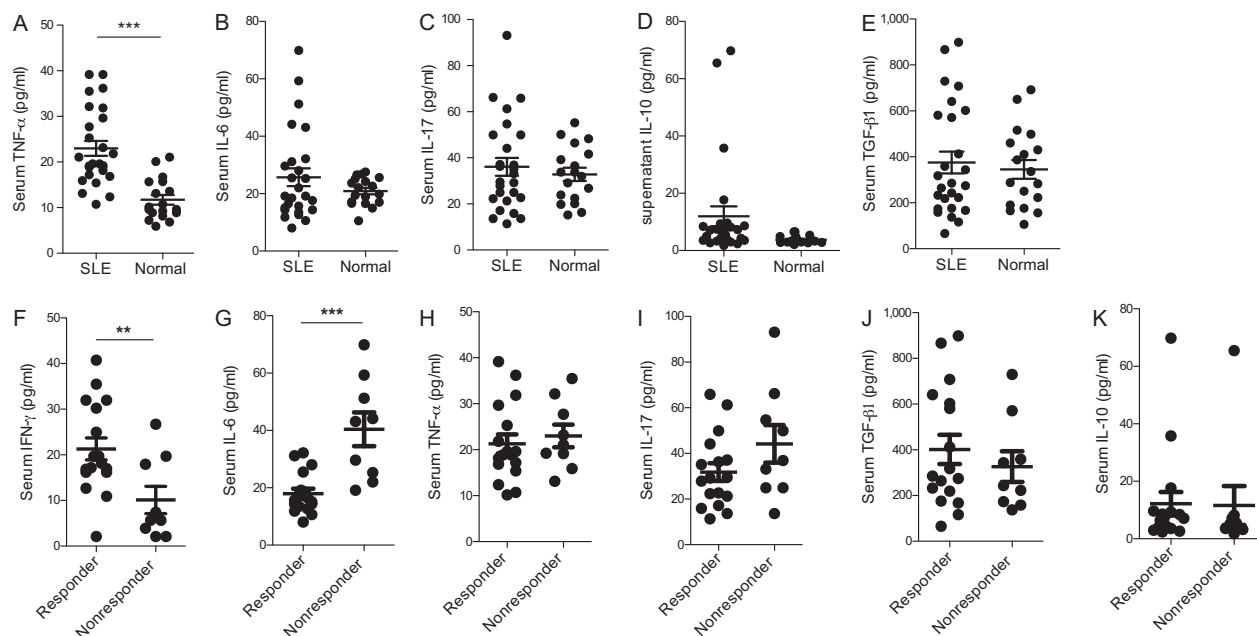 A
Serum TNF-α (pg/ml)
50
40
30
20
10
0
***
SLE Normal
B
Serum IL-6 (pg/ml)
80
60
40
20
0
SLE Normal
C
Serum IL-17 (pg/ml)
100
80
60
40
20
0
SLE Normal
D
supernatant IL-10 (pg/ml)
80
60
40
20
0
SLE Normal
E
Serum TGF-β1 (pg/ml)
1,000
800
600
400
200
0
SLE Normal
F
Serum IFN-γ (pg/ml)
50
40
30
20
10
0
**
Responder
Nonresponder
G
Serum IL-6 (pg/ml)
80
60
40
20
0
***
Responder
Nonresponder
H
Serum TNF-α (pg/ml)
50
40
30
20
10
0
Responder
Nonresponder
I
Serum IL-17 (pg/ml)
100
80
60
40
20
0
Responder
Nonresponder
J
Serum TGF-β1 (pg/ml)
1,000
800
600
400
200
0
Responder
Nonresponder
K
Serum IL-10 (pg/ml)
80
60
40
20
0
Responder
Nonresponder